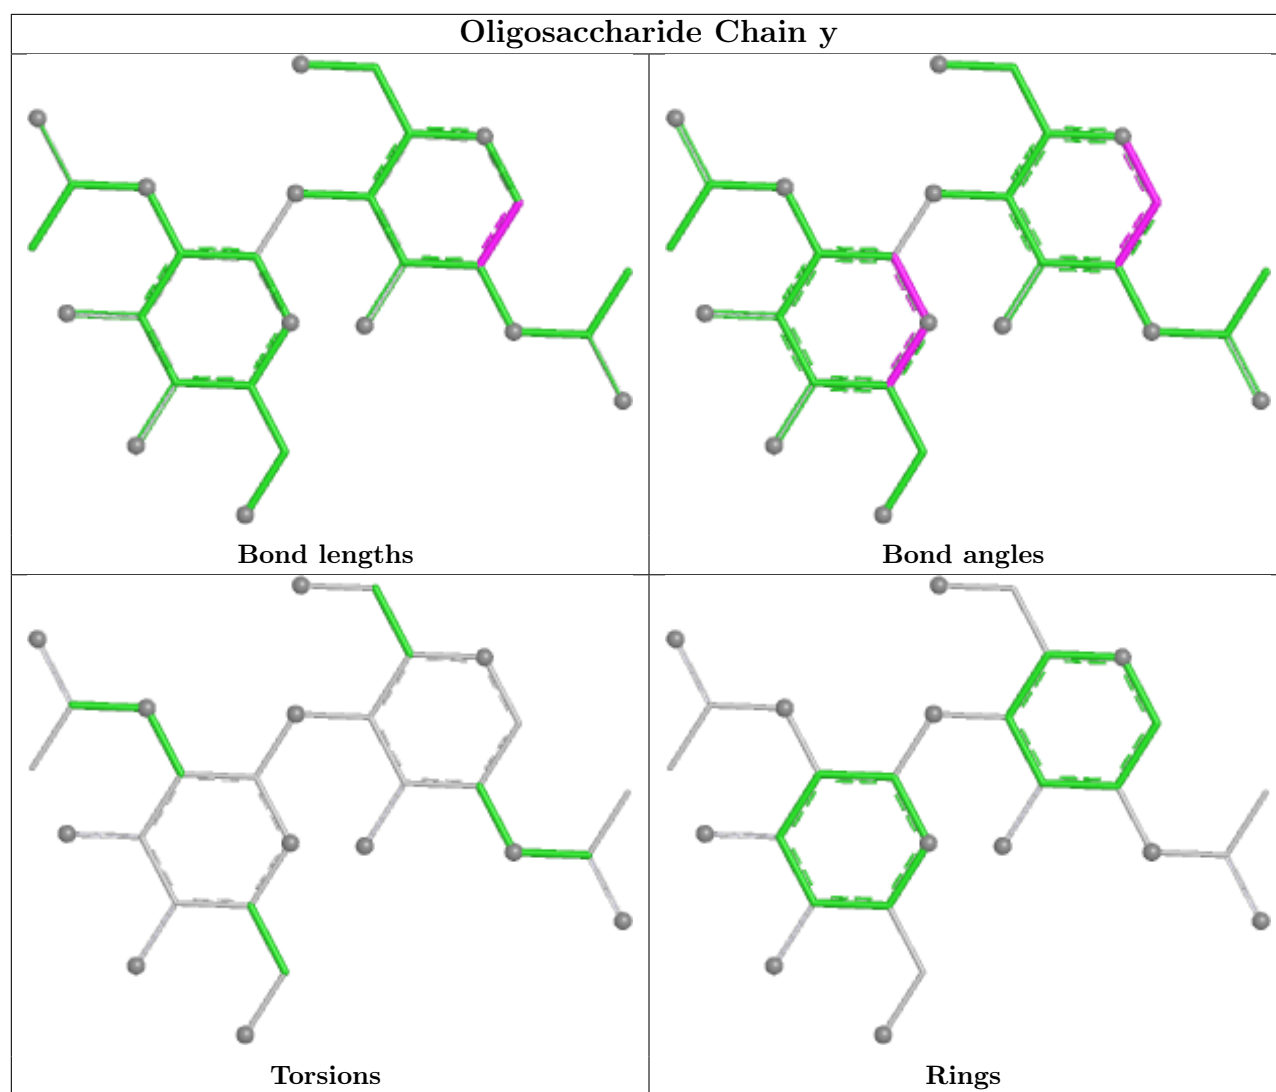 Oligosaccharide Chain y
Bond lengths
Bond angles
Torsions
Rings